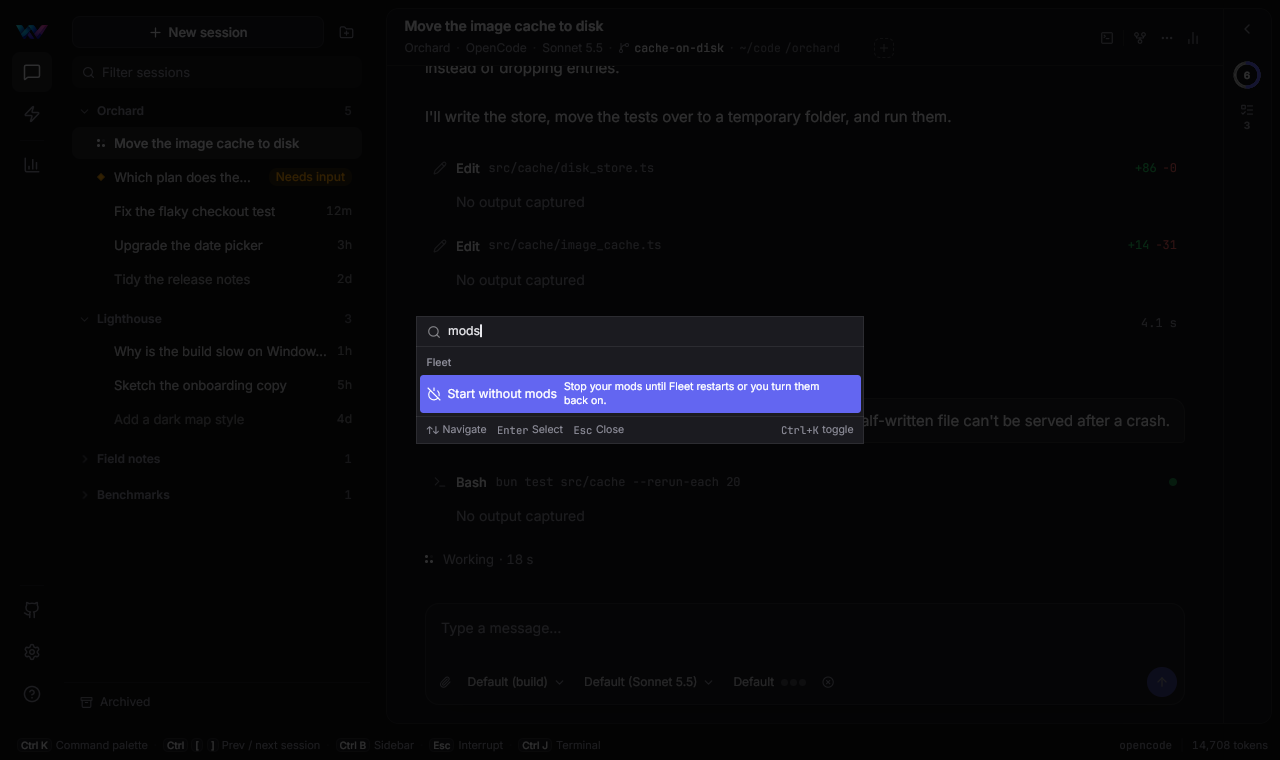 New session
Filter sessions
Orchard 5
Move the image cache to disk
Which plan does the... Needs input
Fix the flaky checkout test 12m
Upgrade the date picker 3h
Tidy the release notes 2d
Lighthouse 3
Why is the build slow on Window... 1h
Sketch the onboarding copy 5h
Add a dark map style 4d
Field notes 1
Benchmarks 1
Archived
Move the image cache to disk
Orchard · OpenCode · Sonnet 5.5 · cache-on-disk · ~/code/orchard
instead of dropping entries.
I'll write the store, move the tests over to a temporary folder, and run them.
Edit src/cache/disk_store.ts +86 -0
No output captured
Edit src/cache/image_cache.ts +14 -31
No output captured
4.1 s
mods
Fleet
Start without mods Stop your mods until Fleet restarts or you turn them
back on.
Navigate Enter Select Esc Close Ctrl+K toggle
alf-written file can't be served after a crash.
Bash bun test src/cache --rerun-each 20
No output captured
Working · 18 s
Type a message...
Default (build) Default (Sonnet 5.5) Default
6
3
Ctrl K Command palette Ctrl [ ] Prev / next session Ctrl B Sidebar Esc Interrupt Ctrl J Terminal
opencode 14,708 tokens